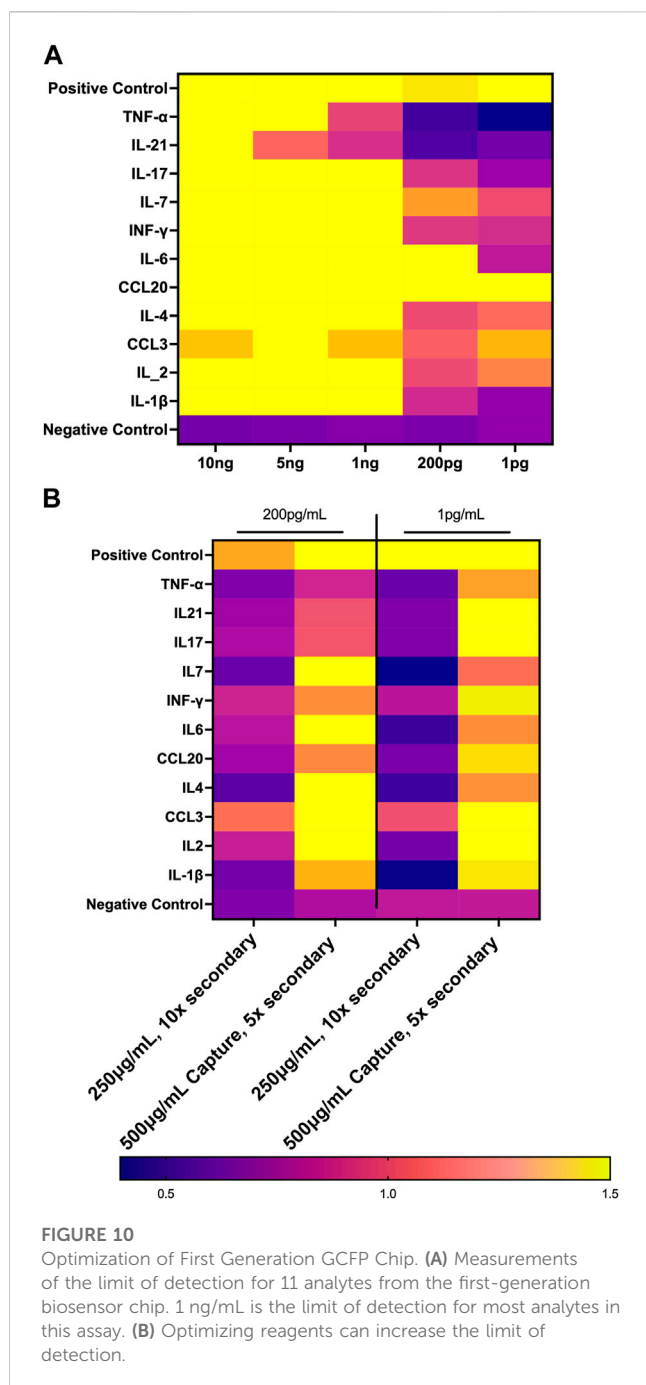 A
Positive Control
TNF-α
IL-21
IL-17
IL-7
INF-γ
IL-6
CCL20
IL-4
CCL3
IL_2
IL-1β
Negative Control
10ng 5ng 1ng 200pg 1pg
B
200pg/mL 1pg/mL
Positive Control
TNF-α
IL21
IL17
IL7
INF-γ
IL6
CCL20
IL4
CCL3
IL2
IL-1β
Negative Control
250µg/mL, 10x secondary
500µg/mL Capture, 5x secondary
250µg/mL, 10x secondary
500µg/mL Capture, 5x secondary
0.5 1.0 1.5
FIGURE 10
Optimization of First Generation GCFP Chip. (A) Measurements
of the limit of detection for 11 analytes from the first-generation
biosensor chip. 1 ng/mL is the limit of detection for most analytes in
this assay. (B) Optimizing reagents can increase the limit of
detection.